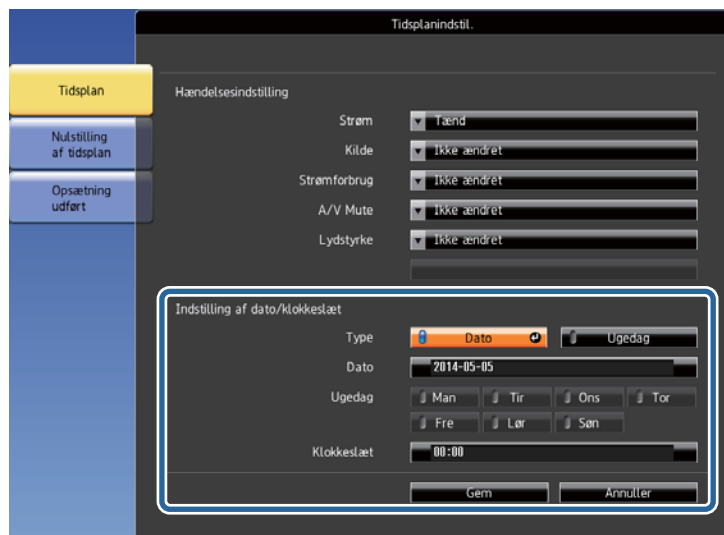 Tidsplanindstil.
Tidsplan
Nulstilling
af tidsplan
Opsætning
udført
Hændelsesindstilling
Strøm Tænd
Kilde Ikke ændret
Strømforbrug Ikke ændret
A/V Mute Ikke ændret
Lydstyrke Ikke ændret
Indstilling af dato/klokkeslæt
Type Dato Ugedag
Dato 2014-05-05
Ugedag Man Tir Ons Tor
Fre Lør Søn
Klokkeslæt 00:00
Gem Annuller